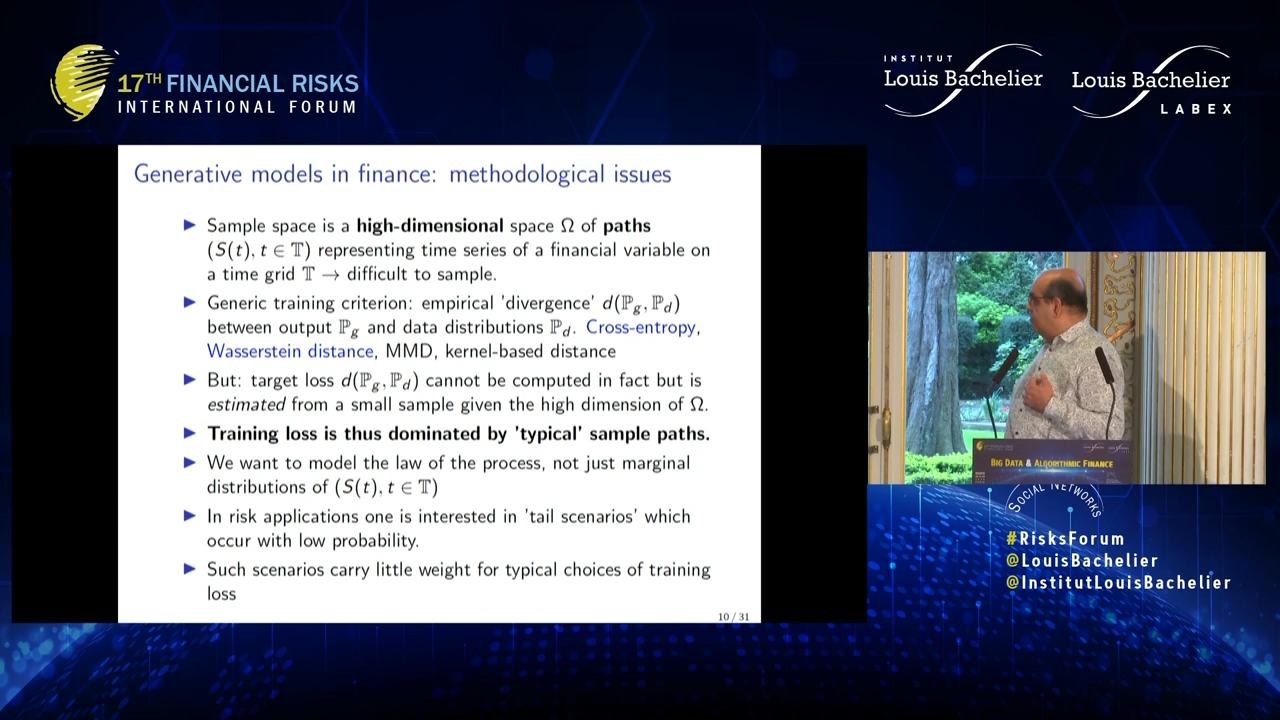 17TH FINANCIAL RISKS
INTERNATIONAL FORUM
INSTITUT
Louis Bachelier
Louis Bachelier
LABEX
Generative models in finance: methodological issues
Sample space is a high-dimensional space Ω of paths
(S(t), t ∈ 𝕋) representing time series of a financial variable on
a time grid 𝕋 → difficult to sample.
Generic training criterion: empirical 'divergence' d(ℙg, ℙd)
between output ℙg and data distributions ℙd. Cross-entropy,
Wasserstein distance, MMD, kernel-based distance
But: target loss d(ℙg, ℙd) cannot be computed in fact but is
estimated from a small sample given the high dimension of Ω.
Training loss is thus dominated by 'typical' sample paths.
We want to model the law of the process, not just marginal
distributions of (S(t), t ∈ 𝕋)
In risk applications one is interested in 'tail scenarios' which
occur with low probability.
Such scenarios carry little weight for typical choices of training
loss
10 / 31
BIG DATA & ALGORITHMIC FINANCE
SOCIAL NETWORKS
#RisksForum
@LouisBachelier
@InstitutLouisBachelier